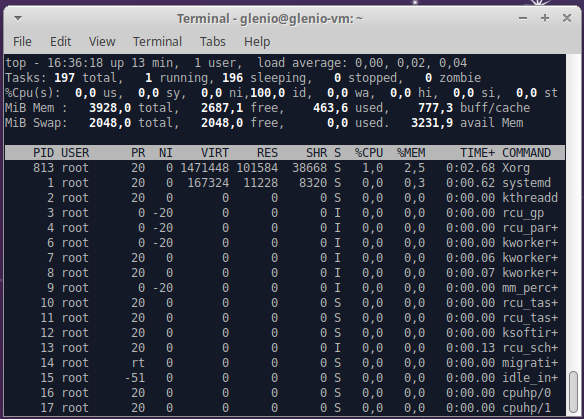 Terminal - glenio@glenio-vm: ~
File Edit View Terminal Tabs Help
top - 16:36:18 up 13 min,  1 user,  load average: 0,00, 0,02, 0,04
Tasks: 197 total,   1 running, 196 sleeping,   0 stopped,   0 zombie
%Cpu(s):  0,0 us,  0,0 sy,  0,0 ni,100,0 id,  0,0 wa,  0,0 hi,  0,0 si,  0,0 st
MiB Mem :   3928,0 total,   2687,1 free,    463,6 used,    777,3 buff/cache
MiB Swap:   2048,0 total,   2048,0 free,      0,0 used.   3231,9 avail Mem
PID USER      PR  NI    VIRT    RES    SHR S  %CPU  %MEM     TIME+ COMMAND
813 root      20   0 1471448 101584  38668 S   1,0   2,5   0:02.68 Xorg
1 root      20   0  167324  11228   8320 S   0,0   0,3   0:00.62 systemd
2 root      20   0       0      0      0 S   0,0   0,0   0:00.00 kthreadd
3 root       0 -20       0      0      0 I   0,0   0,0   0:00.00 rcu_gp
4 root       0 -20       0      0      0 I   0,0   0,0   0:00.00 rcu_par+
6 root       0 -20       0      0      0 I   0,0   0,0   0:00.00 kworker+
7 root      20   0       0      0      0 I   0,0   0,0   0:00.06 kworker+
8 root      20   0       0      0      0 I   0,0   0,0   0:00.07 kworker+
9 root       0 -20       0      0      0 I   0,0   0,0   0:00.00 mm_perc+
10 root      20   0       0      0      0 S   0,0   0,0   0:00.00 rcu_tas+
11 root      20   0       0      0      0 S   0,0   0,0   0:00.00 rcu_tas+
12 root      20   0       0      0      0 S   0,0   0,0   0:00.00 ksoftir+
13 root      20   0       0      0      0 I   0,0   0,0   0:00.13 rcu_sch+
14 root      rt   0       0      0      0 S   0,0   0,0   0:00.00 migrati+
15 root     -51   0       0      0      0 S   0,0   0,0   0:00.00 idle_in+
16 root      20   0       0      0      0 S   0,0   0,0   0:00.00 cpuhp/0
17 root      20   0       0      0      0 S   0,0   0,0   0:00.00 cpuhp/1